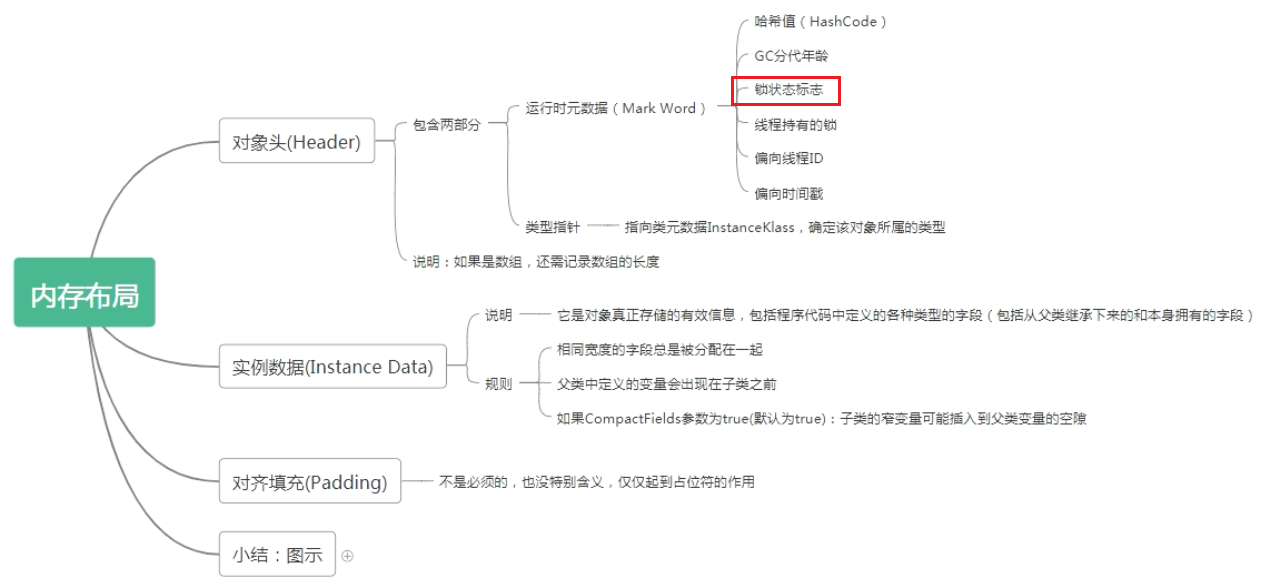 内存布局
对象头(Header)
包含两部分
运行时元数据（Mark Word）
哈希值（HashCode）
GC分代年龄
锁状态标志
线程持有的锁
偏向线程ID
偏向时间戳
类型指针
指向类元数据InstanceKlass，确定该对象所属的类型
说明：如果是数组，还需记录数组的长度
实例数据(Instance Data)
说明
它是对象真正存储的有效信息，包括程序代码中定义的各种类型的字段（包括从父类继承下来的和本身拥有的字段）
规则
相同宽度的字段总是被分配在一起
父类中定义的变量会出现在子类之前
如果CompactFields参数为true(默认为true)：子类的窄变量可能插入到父类变量的空隙
对齐填充(Padding)
不是必须的，也没特别含义，仅仅起到占位符的作用
小结：图示